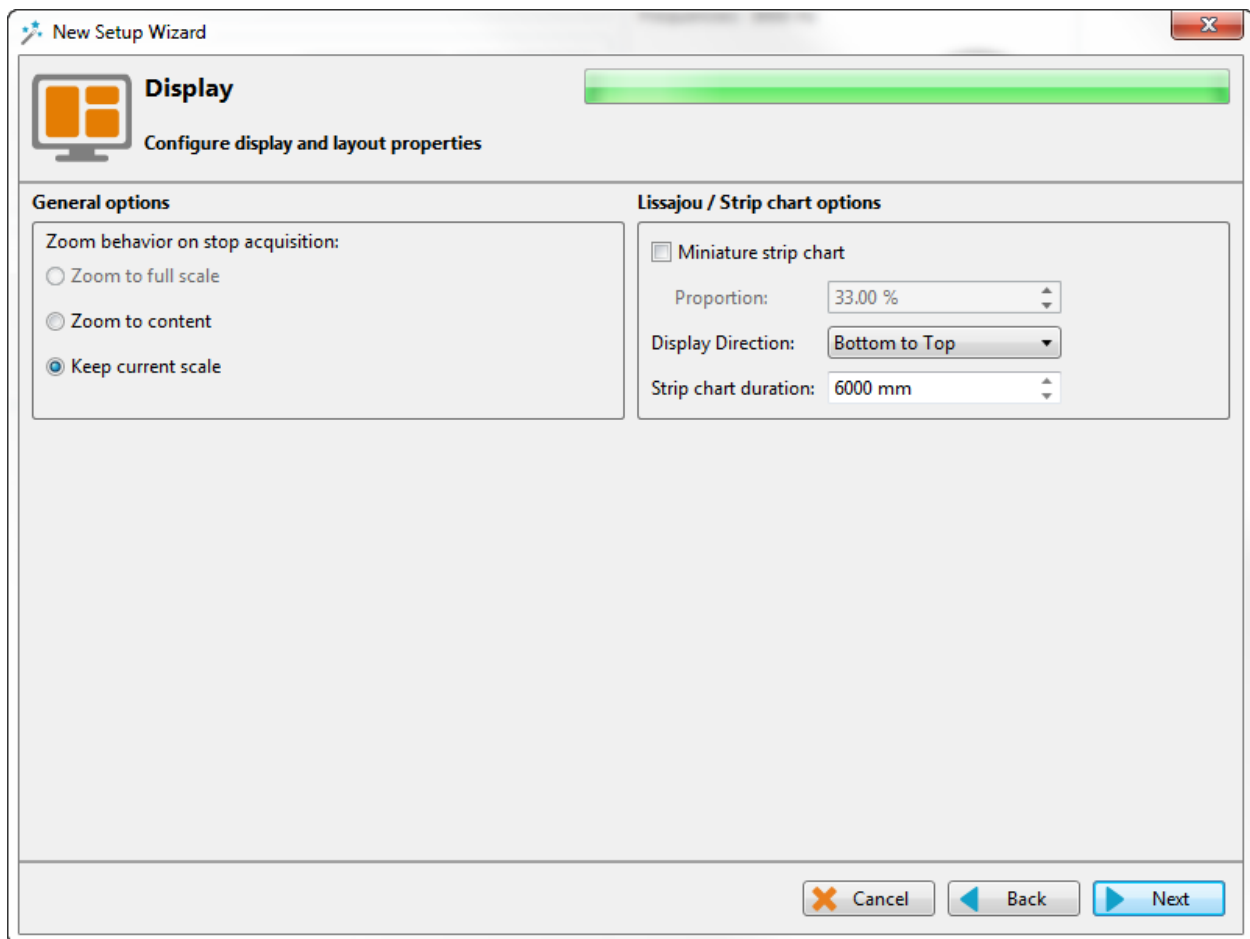 New Setup Wizard
Display
Configure display and layout properties
General options
Zoom behavior on stop acquisition:
Zoom to full scale
Zoom to content
Keep current scale
Lissajou / Strip chart options
Miniature strip chart
Proportion: 33.00 %
Display Direction: Bottom to Top
Strip chart duration: 6000 mm
Cancel Back Next